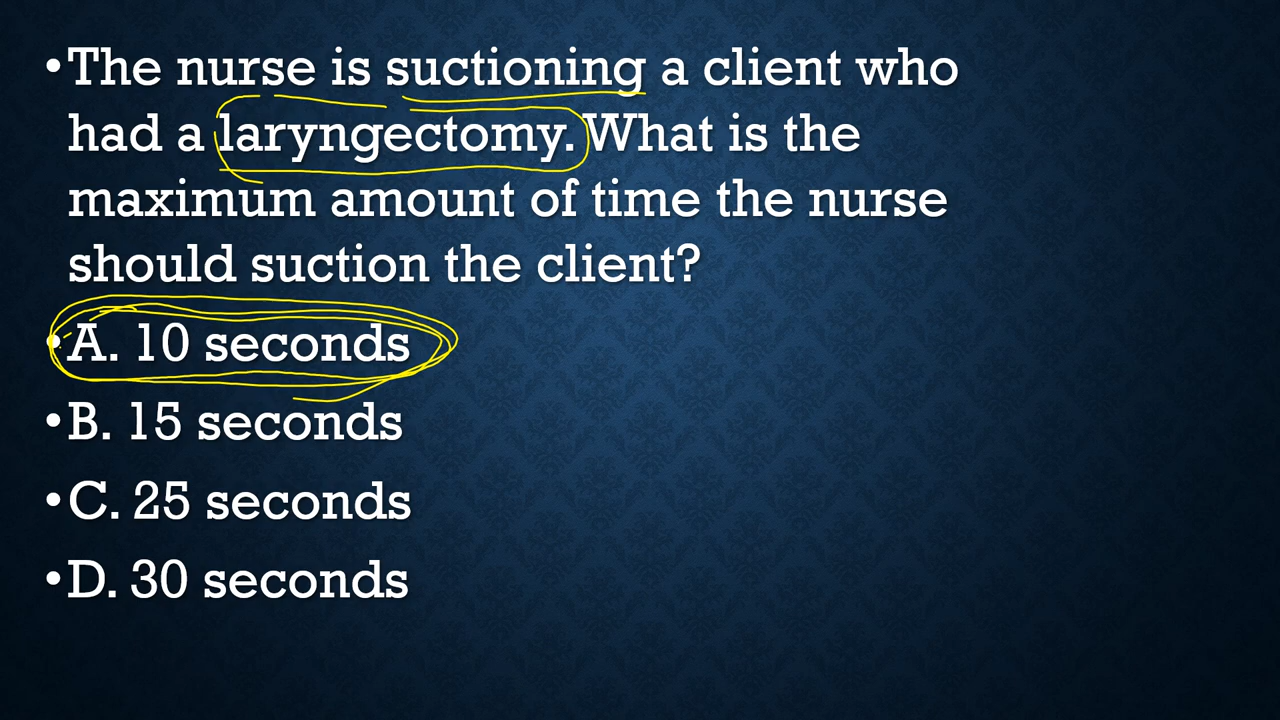 •The nurse is suctioning a client who
had a laryngectomy. What is the
maximum amount of time the nurse
should suction the client?
•A. 10 seconds
•B. 15 seconds
•C. 25 seconds
•D. 30 seconds